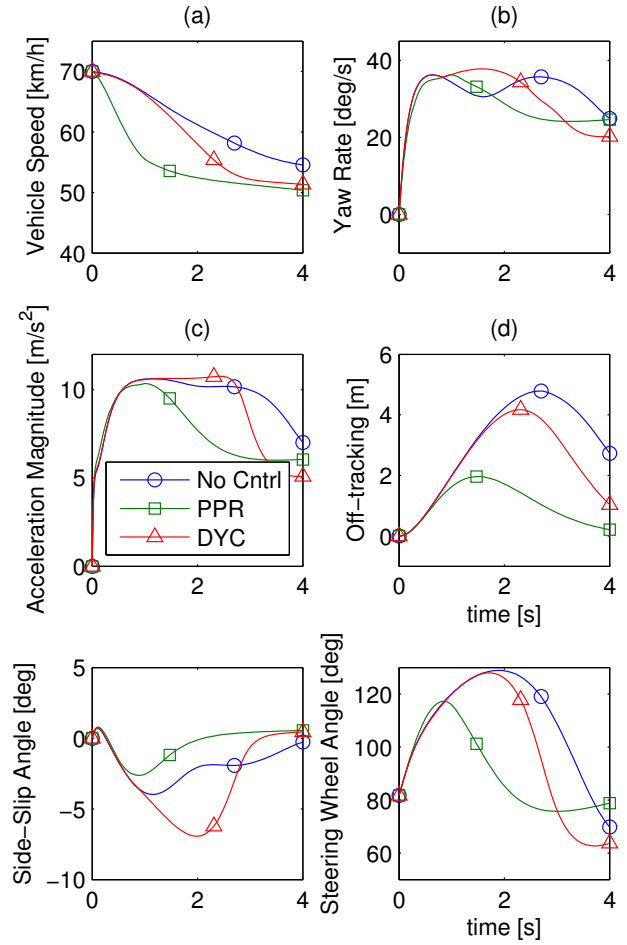 (a)
Vehicle Speed [km/h]
70
60
50
40
0 2 4
(b)
Yaw Rate [deg/s]
40
20
0
0 2 4
(c)
Acceleration Magnitude [m/s²]
10
5
0
0 2 4
No Cntrl
PPR
DYC
(d)
Off−tracking [m]
6
4
2
0
0 2 4
time [s]
Side−Slip Angle [deg]
5
0
−5
−10
0 2 4
Steering Wheel Angle [deg]
120
100
80
60
0 2 4
time [s]